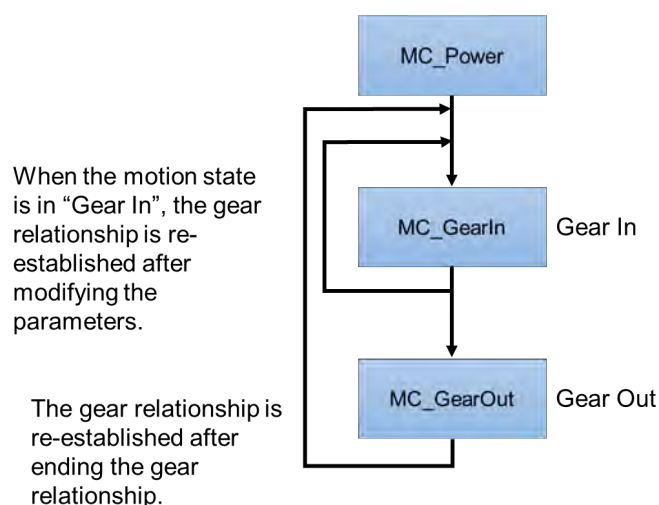 MC_Power
When the motion state
is in “Gear In”, the gear
relationship is re-
established after
modifying the
parameters.
MC_GearIn
Gear In
The gear relationship is
re-established after
ending the gear
relationship.
MC_GearOut
Gear Out